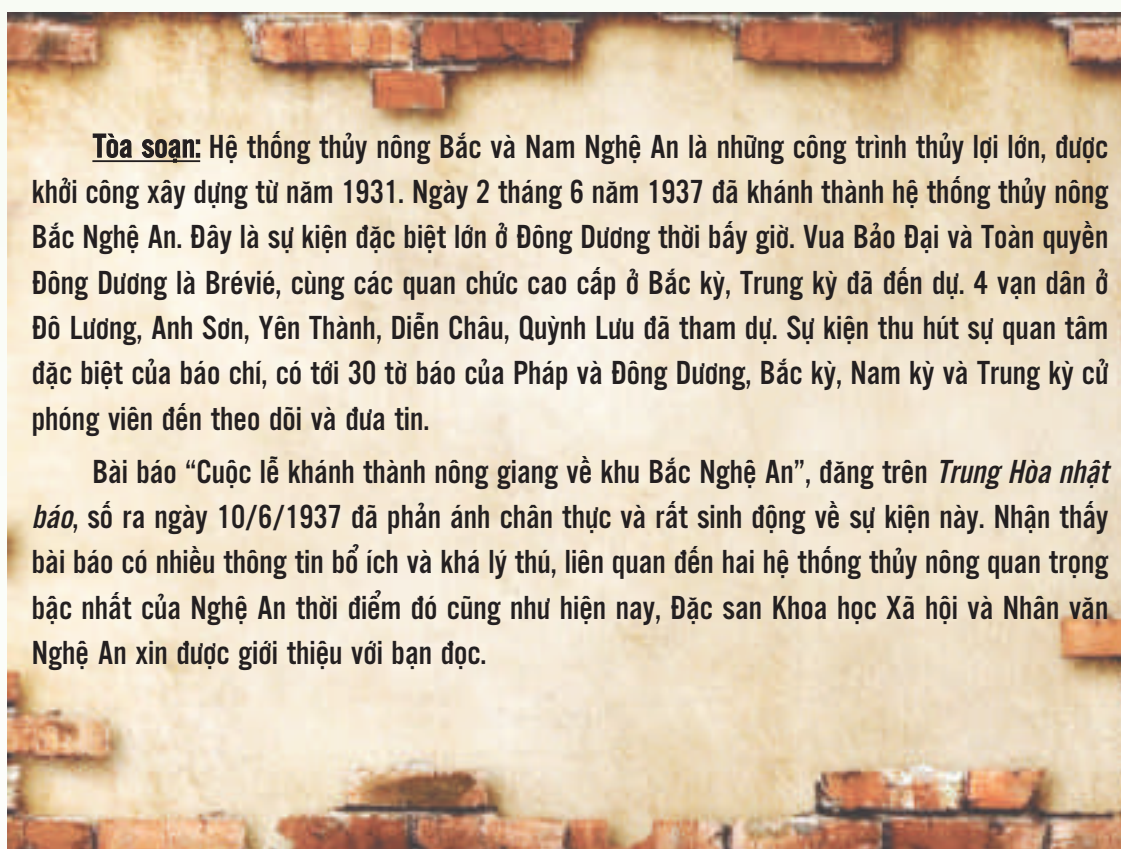 Tòa soạn: Hệ thống thủy nông Bắc và Nam Nghệ An là những công trình thủy lợi lớn, được
khởi công xây dựng từ năm 1931. Ngày 2 tháng 6 năm 1937 đã khánh thành hệ thống thủy nông
Bắc Nghệ An. Đây là sự kiện đặc biệt lớn ở Đông Dương thời bấy giờ. Vua Bảo Đại và Toàn quyền
Đông Dương là Brévié, cùng các quan chức cao cấp ở Bắc kỳ, Trung kỳ đã đến dự. 4 vạn dân ở
Đô Lương, Anh Sơn, Yên Thành, Diễn Châu, Quỳnh Lưu đã tham dự. Sự kiện thu hút sự quan tâm
đặc biệt của báo chí, có tới 30 tờ báo của Pháp và Đông Dương, Bắc kỳ, Nam kỳ và Trung kỳ cử
phóng viên đến theo dõi và đưa tin.
Bài báo “Cuộc lễ khánh thành nông giang về khu Bắc Nghệ An”, đăng trên Trung Hòa nhật
báo, số ra ngày 10/6/1937 đã phản ánh chân thực và rất sinh động về sự kiện này. Nhận thấy
bài báo có nhiều thông tin bổ ích và khá lý thú, liên quan đến hai hệ thống thủy nông quan trọng
bậc nhất của Nghệ An thời điểm đó cũng như hiện nay, Đặc san Khoa học Xã hội và Nhân văn
Nghệ An xin được giới thiệu với bạn đọc.